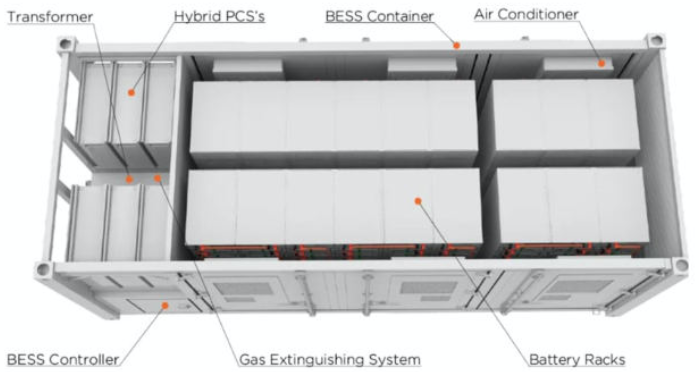 Transformer
Hybrid PCS's
BESS Container
Air Conditioner
BESS Controller
Gas Extinguishing System
Battery Racks